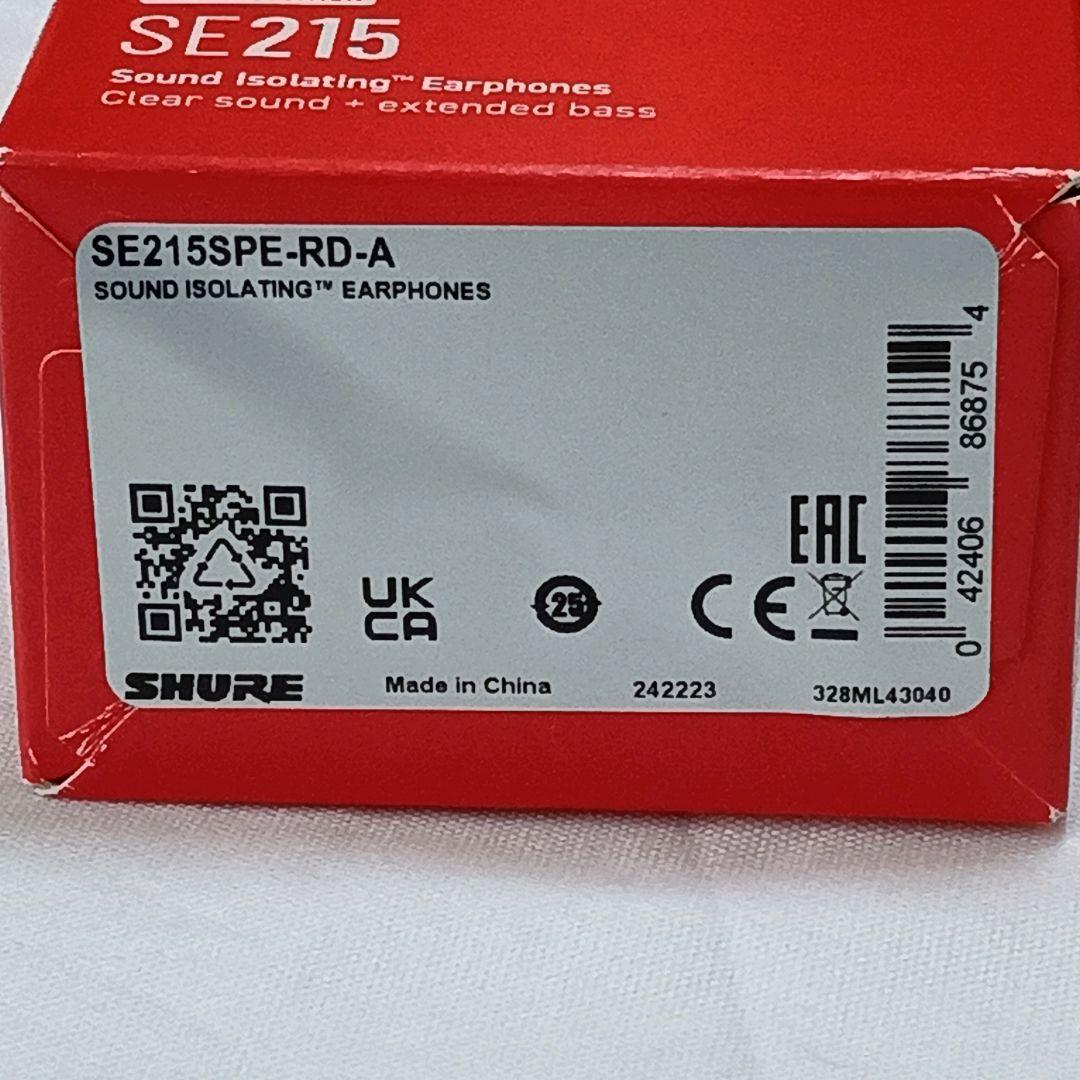 SE215
Sound Isolating™ Earphones
Clear sound + extended bass
SE215SPE-RD-A
SOUND ISOLATING™ EARPHONES
0 42406 86875 4
EAC
UK
CA
25
CE
SHURE
Made in China
242223
328ML43040